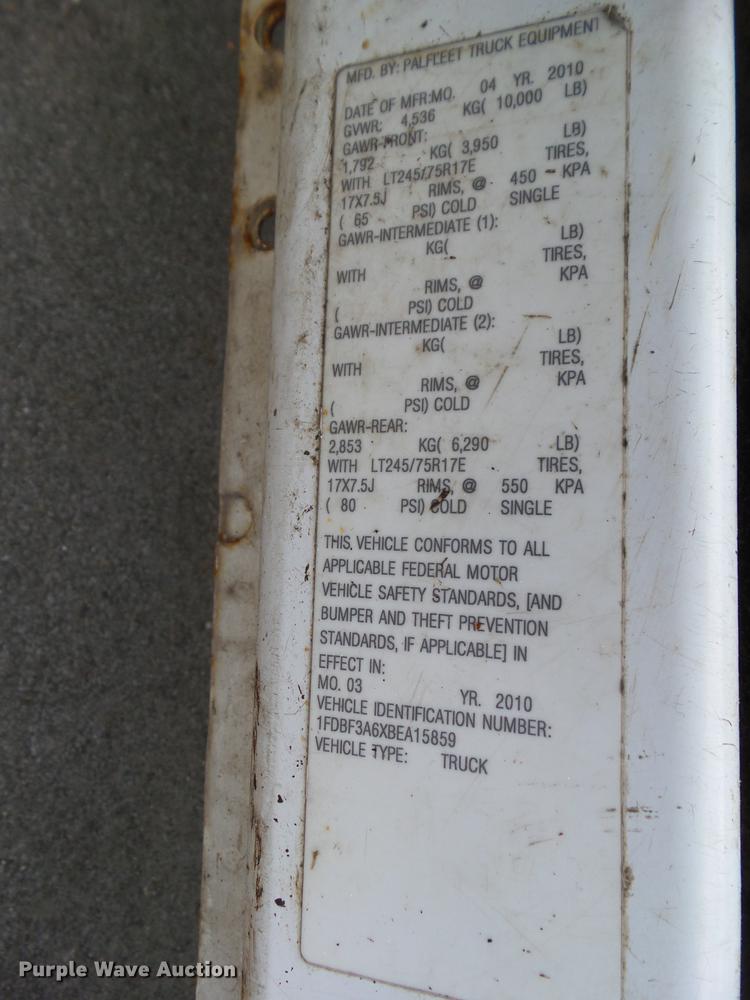 MFD. BY: PALFLEET TRUCK EQUIPMENT
DATE OF MFR:MO. 04 YR. 2010
GVWR: 4,536 KG( 10,000 LB)
GAWR-FRONT:
1,792 KG( 3,950 LB)
WITH LT245/75R17E TIRES,
17X7.5J RIMS, @ 450 KPA
( 65 PSI) COLD SINGLE
GAWR-INTERMEDIATE (1):
KG( LB)
WITH TIRES,
RIMS, @ KPA
( PSI) COLD
GAWR-INTERMEDIATE (2):
KG( LB)
WITH TIRES,
RIMS, @ KPA
( PSI) COLD
GAWR-REAR:
2,853 KG( 6,290 LB)
WITH LT245/75R17E TIRES,
17X7.5J RIMS, @ 550 KPA
( 80 PSI) COLD SINGLE
THIS VEHICLE CONFORMS TO ALL
APPLICABLE FEDERAL MOTOR
VEHICLE SAFETY STANDARDS, [AND
BUMPER AND THEFT PREVENTION
STANDARDS, IF APPLICABLE] IN
EFFECT IN:
MO. 03 YR. 2010
VEHICLE IDENTIFICATION NUMBER:
1FDBF3A6XBEA15859
VEHICLE TYPE: TRUCK
Purple Wave Auction